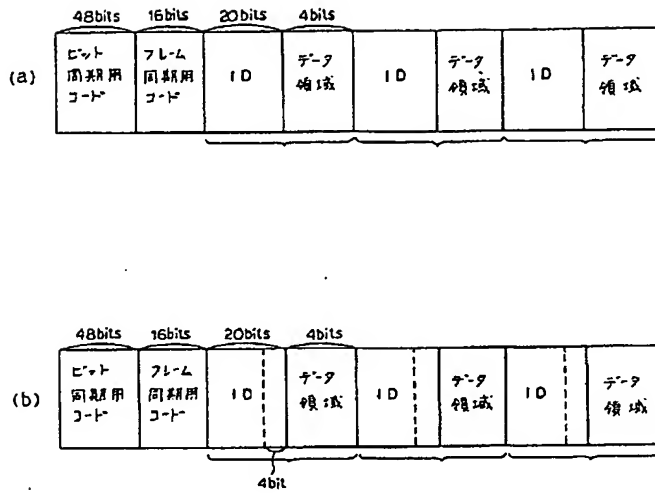 48bits 16bits 20bits 4bits
(a)
ビット
同期用
コード
フレーム
同期用
コード
ID
データ
領域
ID
データ
領域
ID
データ
領域
48bits 16bits 20bits 4bits
(b)
ビット
同期用
コード
フレーム
同期用
コード
ID
データ
領域
ID
データ
領域
ID
データ
領域
4bit